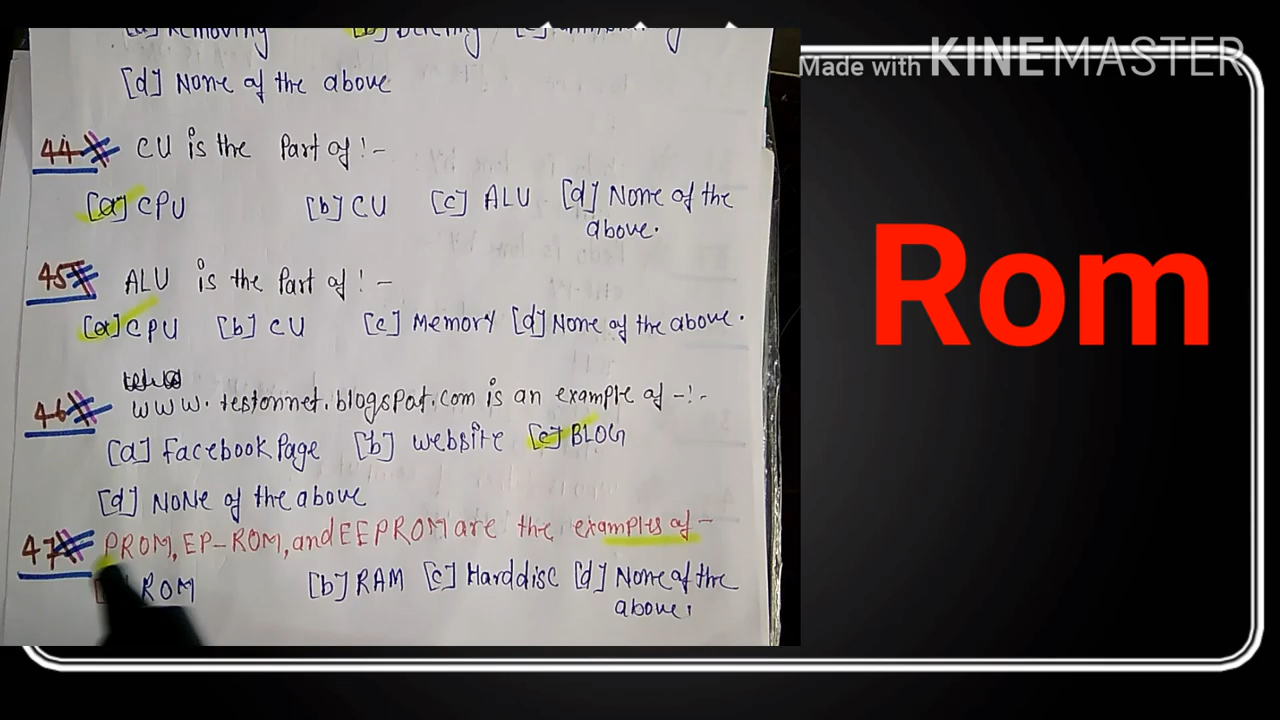 [d] None of the above
44 CU is the Part of :-
[a] CPU [b] CU [c] ALU [d] None of the
above.
45 ALU is the Part of :-
[a] CPU [b] CU [c] Memory [d] None of the above.
46 www.testonnet.blogspot.com is an example of -:-
[a] Facebook Page [b] website [c] BLOG
[d] NONE of the above
47 PROM, EP-ROM, and EEPROM are the examples of -
ROM [b] RAM [c] Harddisc [d] None of the
above.
Made with KINEMASTER
Rom